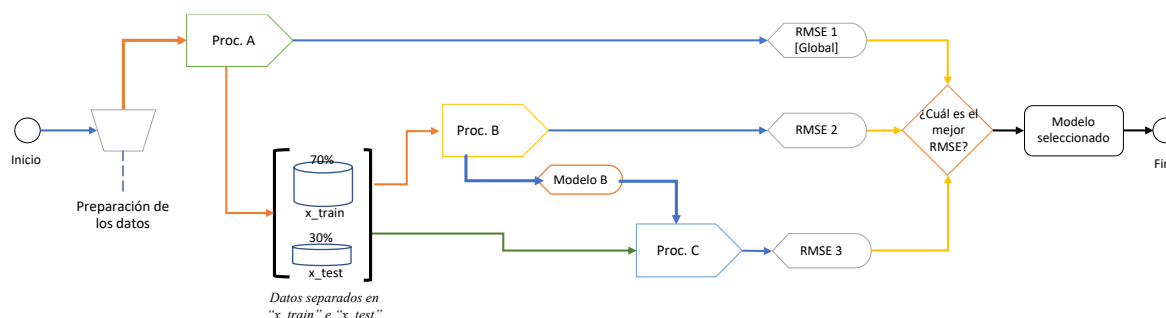 Proc. A
RMSE 1
[Global]
Inicio
Preparación de
los datos
70%
x_train
30%
x_test
Datos separados en
“x_train” e “x_test”
Proc. B
Modelo B
Proc. C
RMSE 2
RMSE 3
¿Cuál es el
mejor
RMSE?
Modelo
seleccionado
Fin